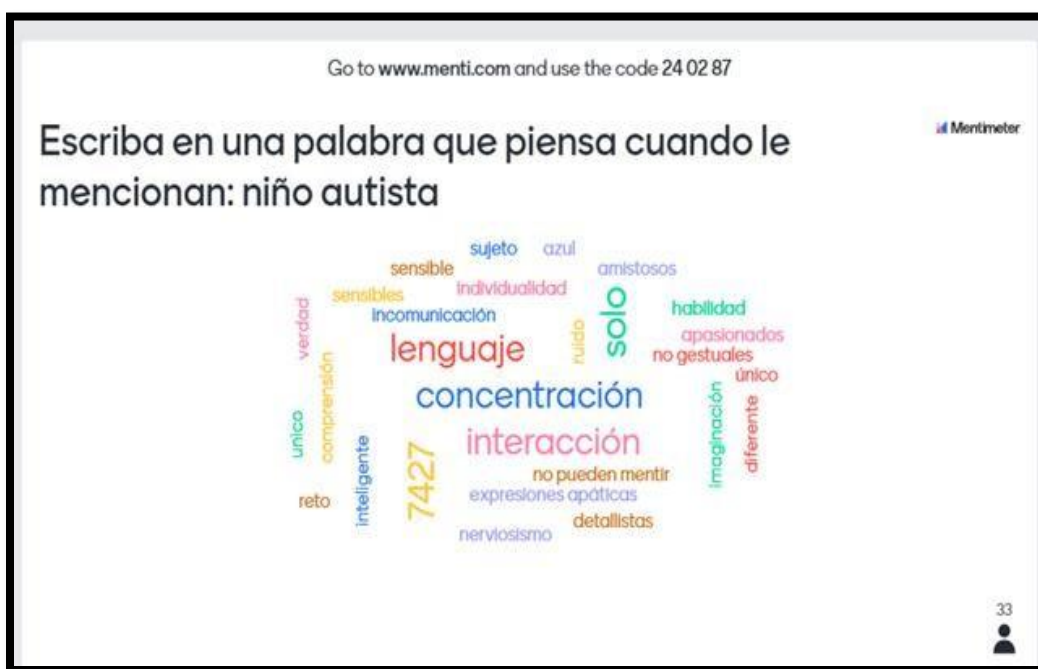 Go to www.menti.com and use the code 24 02 87
Mentimeter
Escriba en una palabra que piensa cuando le
mencionan: niño autista
sujeto
azul
sensible
amistosos
sensibles
individualidad
verdad
incomunicación
ruido
solo
habilidad
lenguaje
apasionados
no gestuales
único
comprensión
concentración
imaginación
diferente
unico
inteligente
7427
interacción
no pueden mentir
reto
expresiones apáticas
detallistas
nerviosismo
33